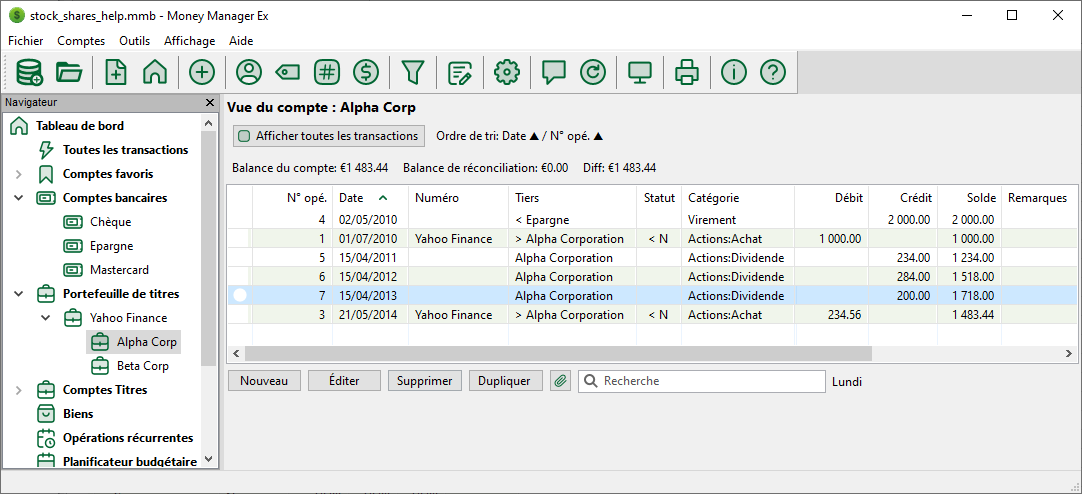 stock_shares_help.mmb - Money Manager Ex
Fichier Comptes Outils Affichage Aide
Navigateur
Tableau de bord
Toutes les transactions
Comptes favoris
Comptes bancaires
Chèque
Epargne
Mastercard
Portefeuille de titres
Yahoo Finance
Alpha Corp
Beta Corp
Comptes Titres
Biens
Opérations récurrentes
Planificateur budgétaire
Vue du compte : Alpha Corp
Afficher toutes les transactions Ordre de tri: Date ▲ / N° opé. ▲
Balance du compte: €1 483.44 Balance de réconciliation: €0.00 Diff: €1 483.44
N° opé. Date Numéro Tiers Statut Catégorie Débit Crédit Solde Remarques
4 02/05/2010 < Epargne Virement 2 000.00 2 000.00
1 01/07/2010 Yahoo Finance > Alpha Corporation < N Actions:Achat 1 000.00 1 000.00
5 15/04/2011 Alpha Corporation Actions:Dividende 234.00 1 234.00
6 15/04/2012 Alpha Corporation Actions:Dividende 284.00 1 518.00
7 15/04/2013 Alpha Corporation Actions:Dividende 200.00 1 718.00
3 21/05/2014 Yahoo Finance > Alpha Corporation < N Actions:Achat 234.56 1 483.44
Nouveau Éditer Supprimer Dupliquer Recherche Lundi